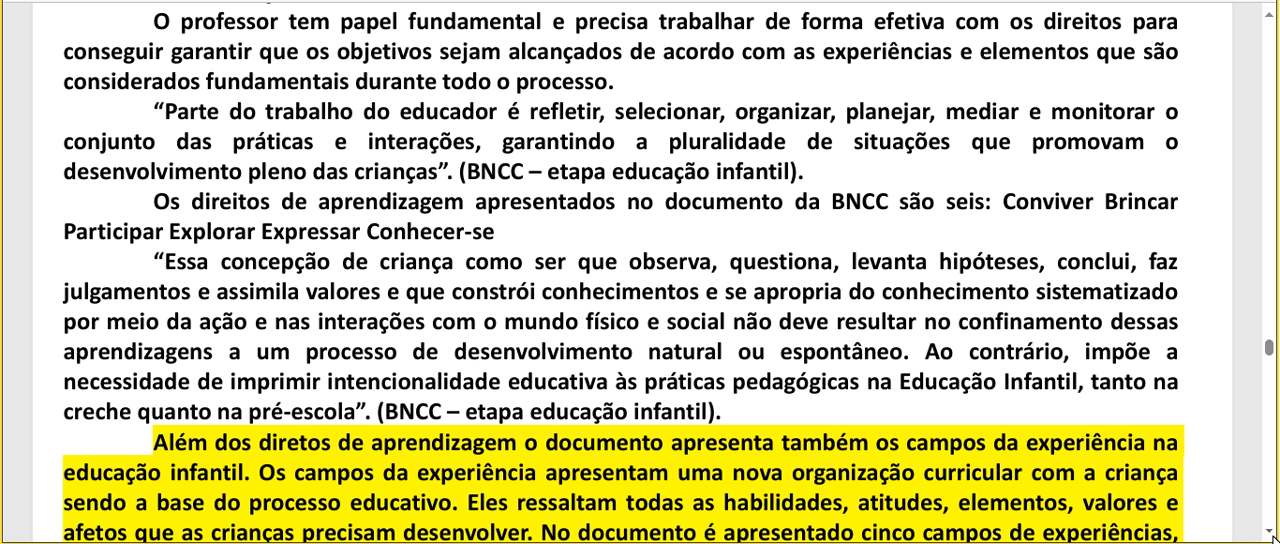 O professor tem papel fundamental e precisa trabalhar de forma efetiva com os direitos para
conseguir garantir que os objetivos sejam alcançados de acordo com as experiências e elementos que são
considerados fundamentais durante todo o processo.
“Parte do trabalho do educador é refletir, selecionar, organizar, planejar, mediar e monitorar o
conjunto das práticas e interações, garantindo a pluralidade de situações que promovam o
desenvolvimento pleno das crianças”. (BNCC – etapa educação infantil).
Os direitos de aprendizagem apresentados no documento da BNCC são seis: Conviver Brincar
Participar Explorar Expressar Conhecer-se
“Essa concepção de criança como ser que observa, questiona, levanta hipóteses, conclui, faz
julgamentos e assimila valores e que constrói conhecimentos e se apropria do conhecimento sistematizado
por meio da ação e nas interações com o mundo físico e social não deve resultar no confinamento dessas
aprendizagens a um processo de desenvolvimento natural ou espontâneo. Ao contrário, impõe a
necessidade de imprimir intencionalidade educativa às práticas pedagógicas na Educação Infantil, tanto na
creche quanto na pré-escola”. (BNCC – etapa educação infantil).
Além dos diretos de aprendizagem o documento apresenta também os campos da experiência na
educação infantil. Os campos da experiência apresentam uma nova organização curricular com a criança
sendo a base do processo educativo. Eles ressaltam todas as habilidades, atitudes, elementos, valores e
afetos que as crianças precisam desenvolver. No documento é apresentado cinco campos de experiências,